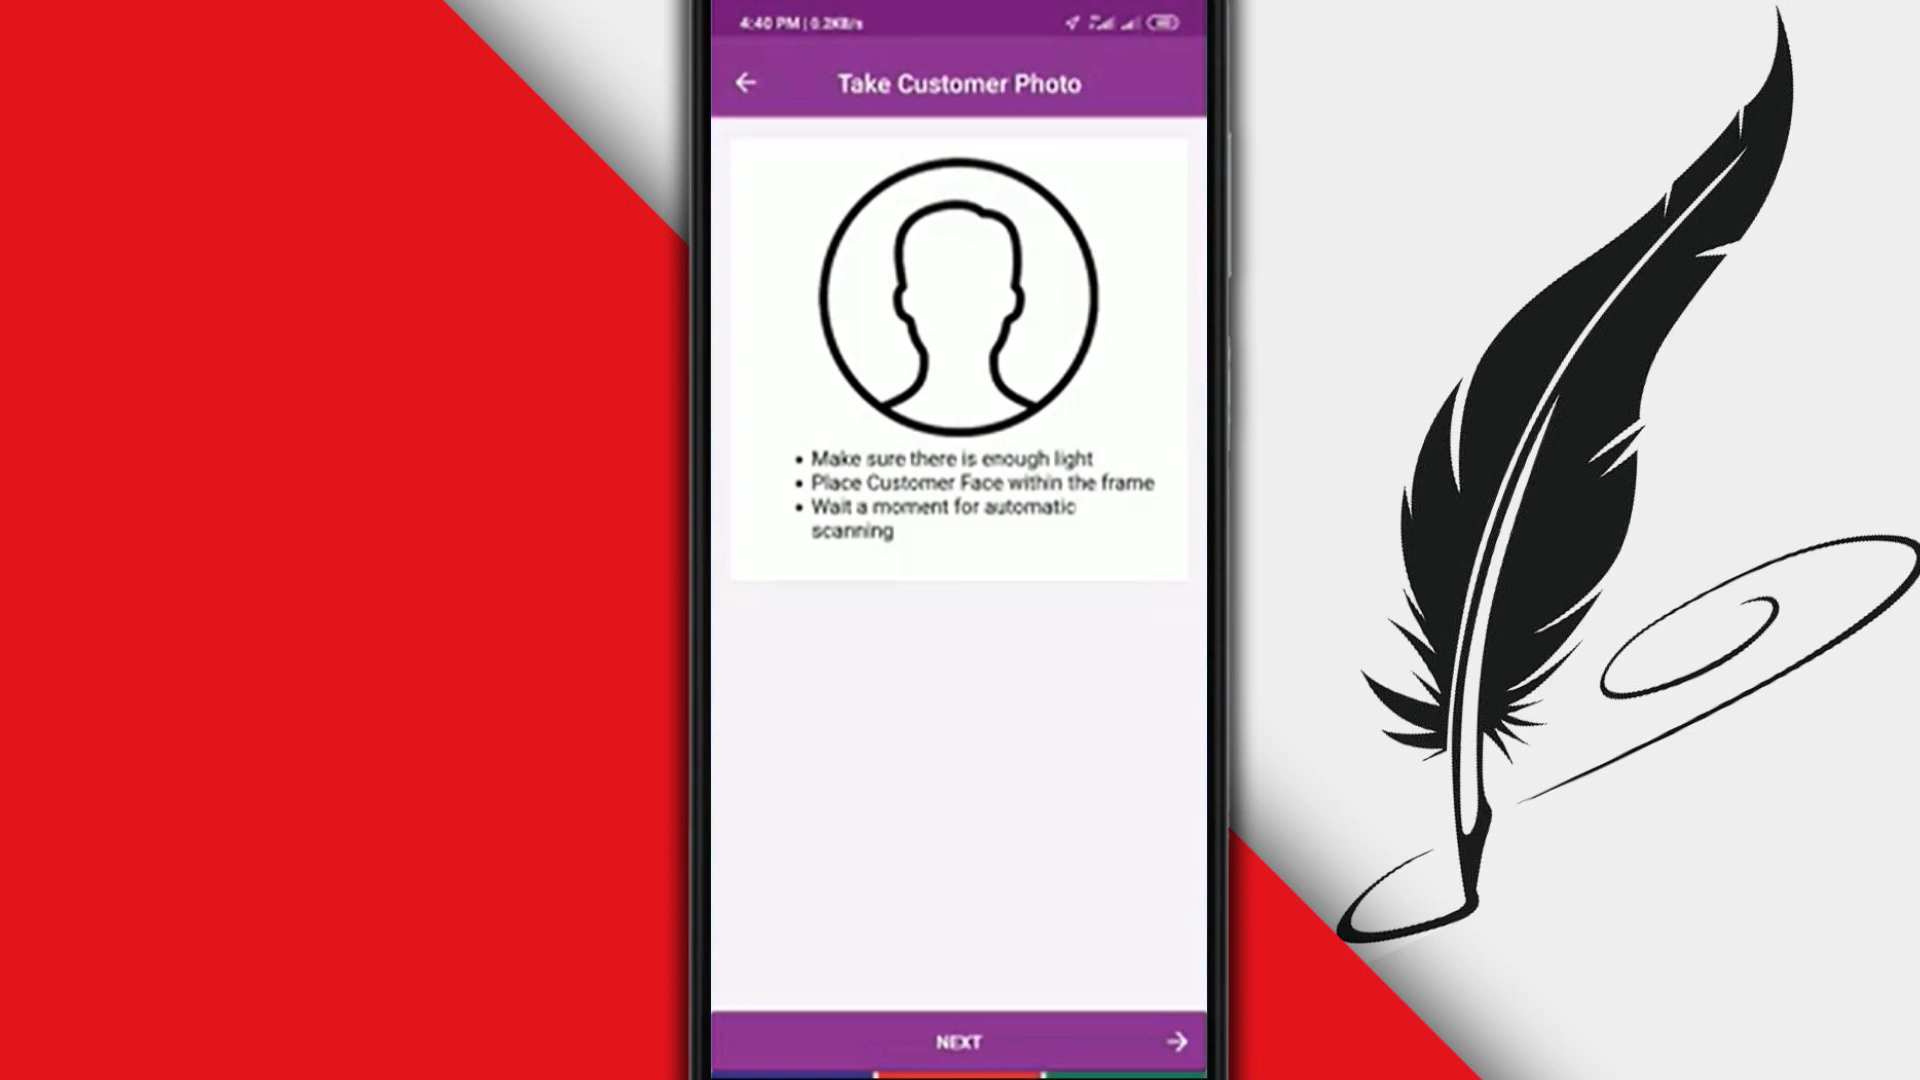 4:40 PM | 0.2KB/s
Take Customer Photo
• Make sure there is enough light
• Place Customer Face within the frame
• Wait a moment for automatic
scanning
NEXT